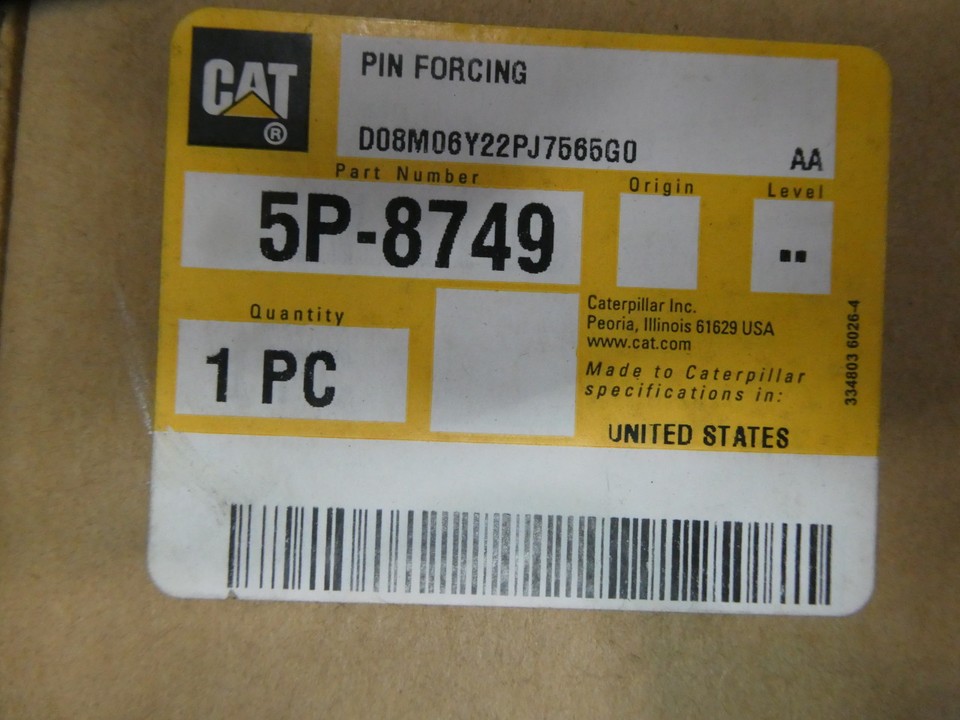 CAT
®
PIN FORCING
D08M06Y22PJ7565G0
AA
Part Number
5P-8749
Origin
Level
..
Quantity
1 PC
Caterpillar Inc.
Peoria, Illinois 61629 USA
www.cat.com
Made to Caterpillar
specifications in:
UNITED STATES
334803 6026-4